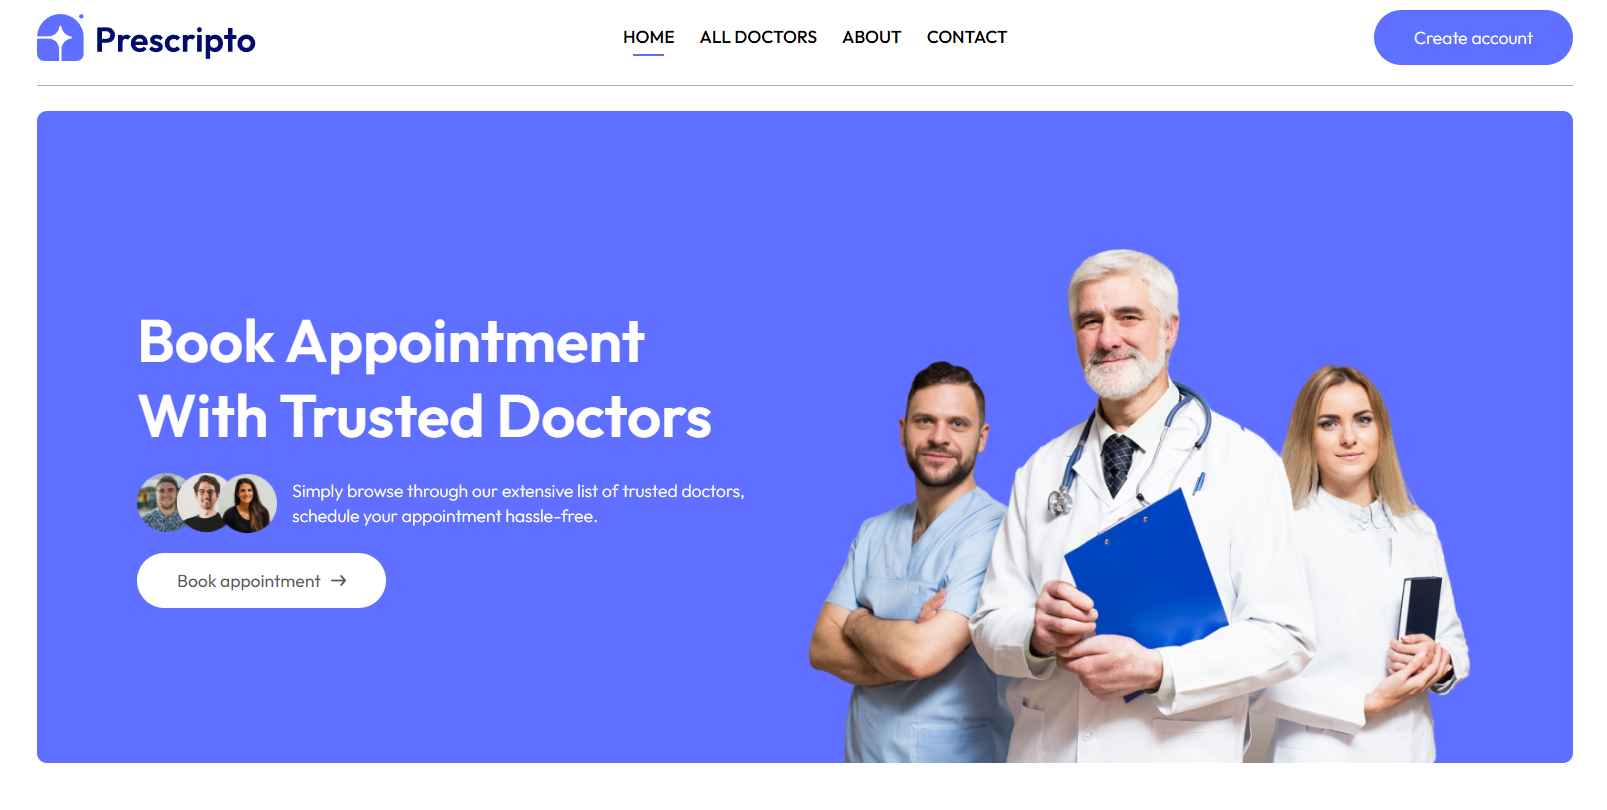 Prescripto
HOME
ALL DOCTORS
ABOUT
CONTACT
Create account
Book Appointment
With Trusted Doctors
Simply browse through our extensive list of trusted doctors,
schedule your appointment hassle-free.
Book appointment →